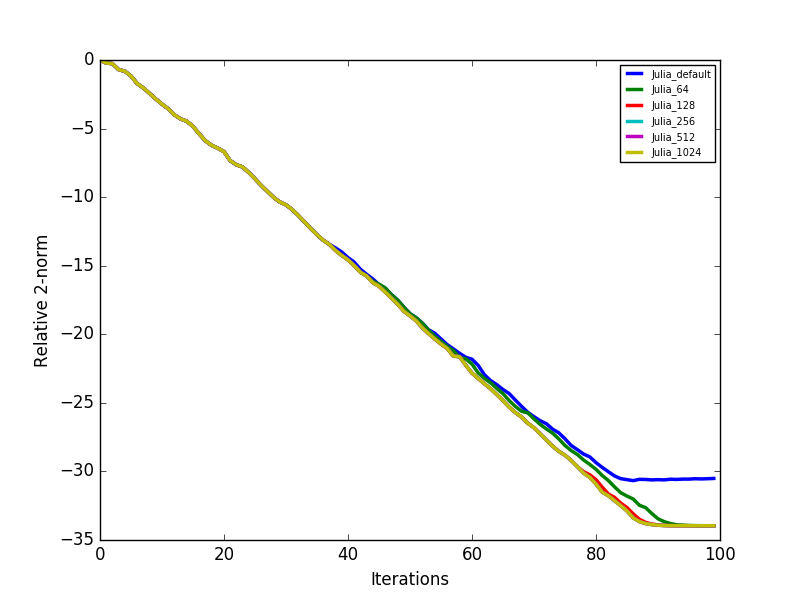 0
−5
−10
−15
−20
−25
−30
−35
Relative 2-norm
0
20
40
60
80
100
Iterations
Julia_default
Julia_64
Julia_128
Julia_256
Julia_512
Julia_1024